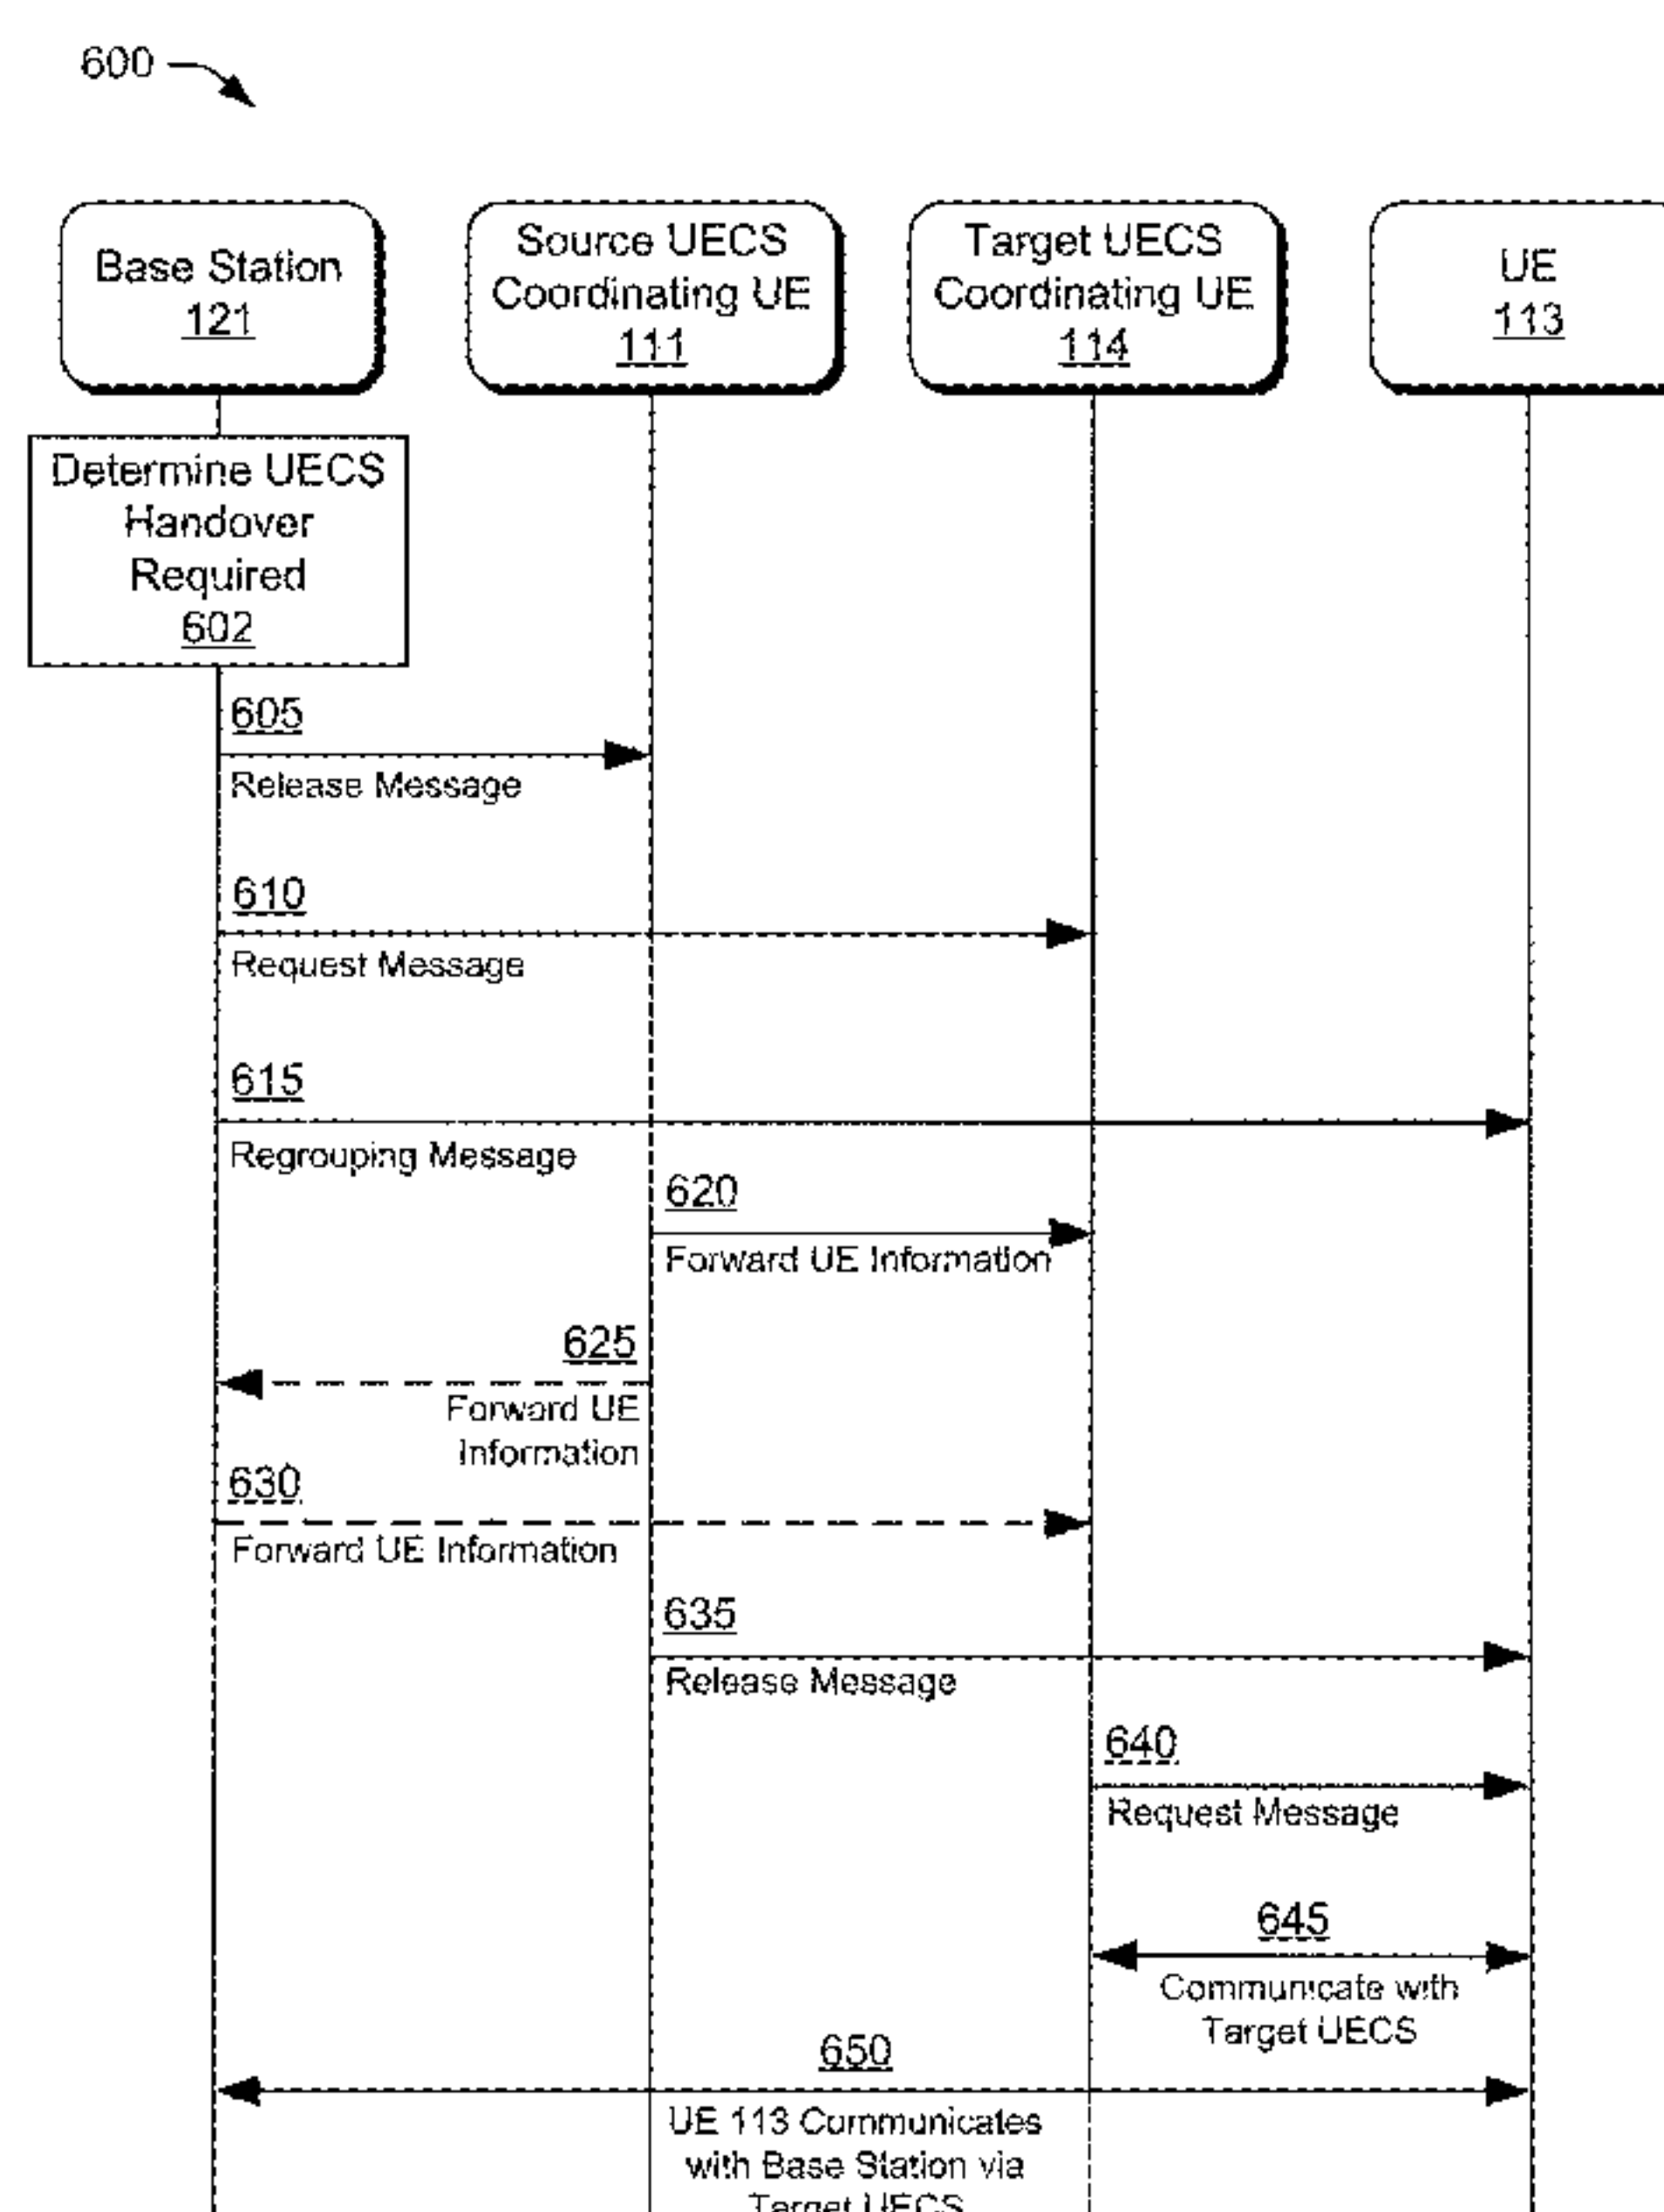 600
Base Station
121
Source UECS
Coordinating UE
111
Target UECS
Coordinating UE
114
UE
113
Determine UECS
Handover
Required
602
605
Release Message
610
Request Message
615
Regrouping Message
620
Forward UE Information
625
Forward UE
Information
630
Forward UE Information
635
Release Message
640
Request Message
645
Communicate with
Target UECS
650
UE 113 Communicates
with Base Station via
Target UECS